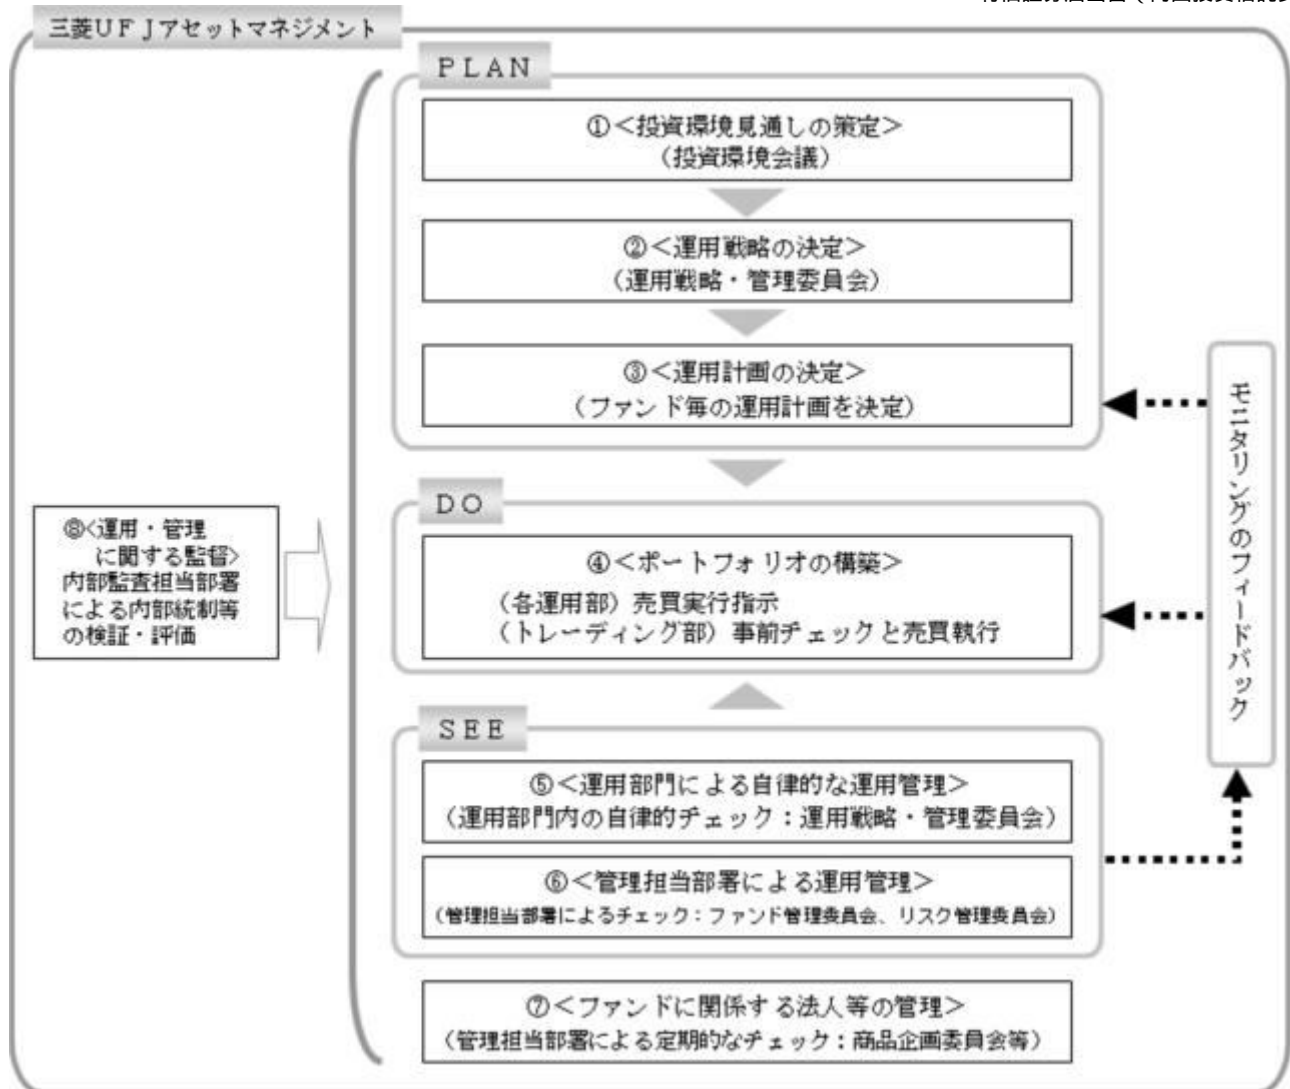 三菱ＵＦＪアセットマネジメント
ＰＬＡＮ
①＜投資環境見通しの策定＞
（投資環境会議）
②＜運用戦略の決定＞
（運用戦略・管理委員会）
③＜運用計画の決定＞
（ファンド毎の運用計画を決定）
ＤＯ
④＜ポートフォリオの構築＞
（各運用部）売買実行指示
（トレーディング部）事前チェックと売買執行
ＳＥＥ
⑤＜運用部門による自律的な運用管理＞
（運用部門内の自律的チェック：運用戦略・管理委員会）
⑥＜管理担当部署による運用管理＞
（管理担当部署によるチェック：ファンド管理委員会、リスク管理委員会）
⑦＜ファンドに関係する法人等の管理＞
（管理担当部署による定期的なチェック：商品企画委員会等）
⑧<運用・管理
に関する監督>
内部監査担当部署
による内部統制等
の検証・評価
モニタリングのフィードバック